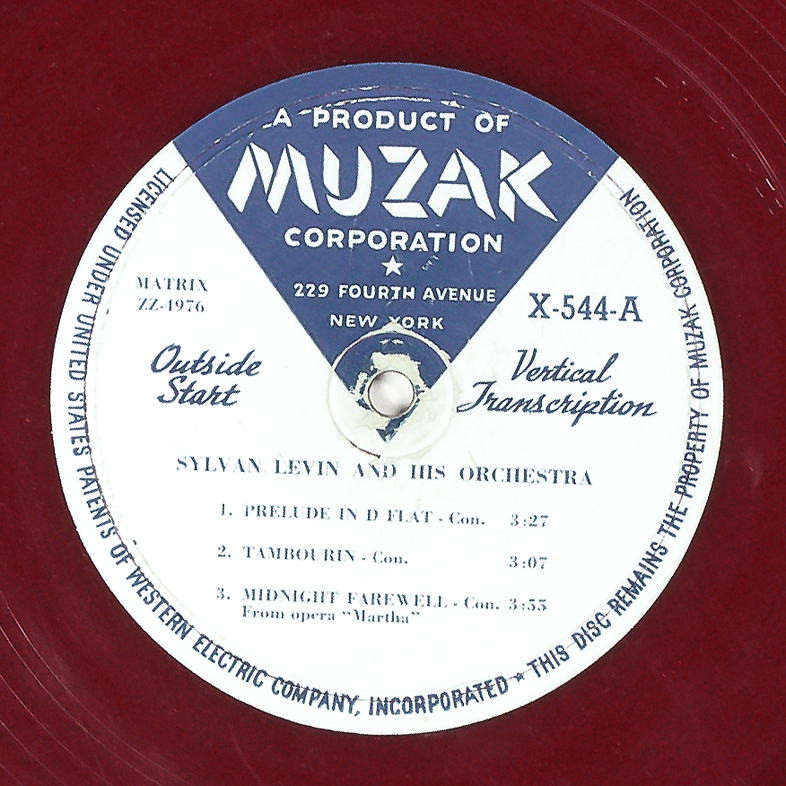 A PRODUCT OF
MUZAK
CORPORATION
229 FOURTH AVENUE
NEW YORK
MATRIX
ZZ-4976
X-544-A
Outside
Start
Vertical
Transcription
SYLVAN LEVIN AND HIS ORCHESTRA
1. PRELUDE IN D FLAT - Con. 3:27
2. TAMBOURIN - Con. 3:07
3. MIDNIGHT FAREWELL - Con. 3:55
From opera "Martha"
LICENSED UNDER UNITED STATES PATENTS OF WESTERN ELECTRIC COMPANY, INCORPORATED ★ THIS DISC REMAINS THE PROPERTY OF MUZAK CORPORATION